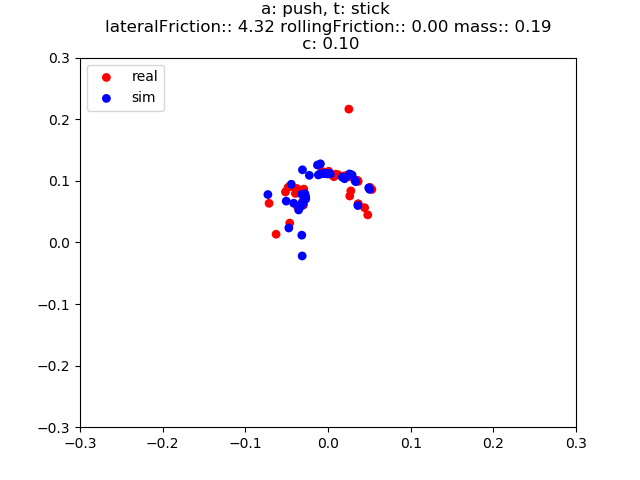 a: push, t: stick
lateralFriction:: 4.32 rollingFriction:: 0.00 mass:: 0.19
c: 0.10
real
sim
0.3
0.2
0.1
0.0
−0.1
−0.2
−0.3
−0.3 −0.2 −0.1 0.0 0.1 0.2 0.3